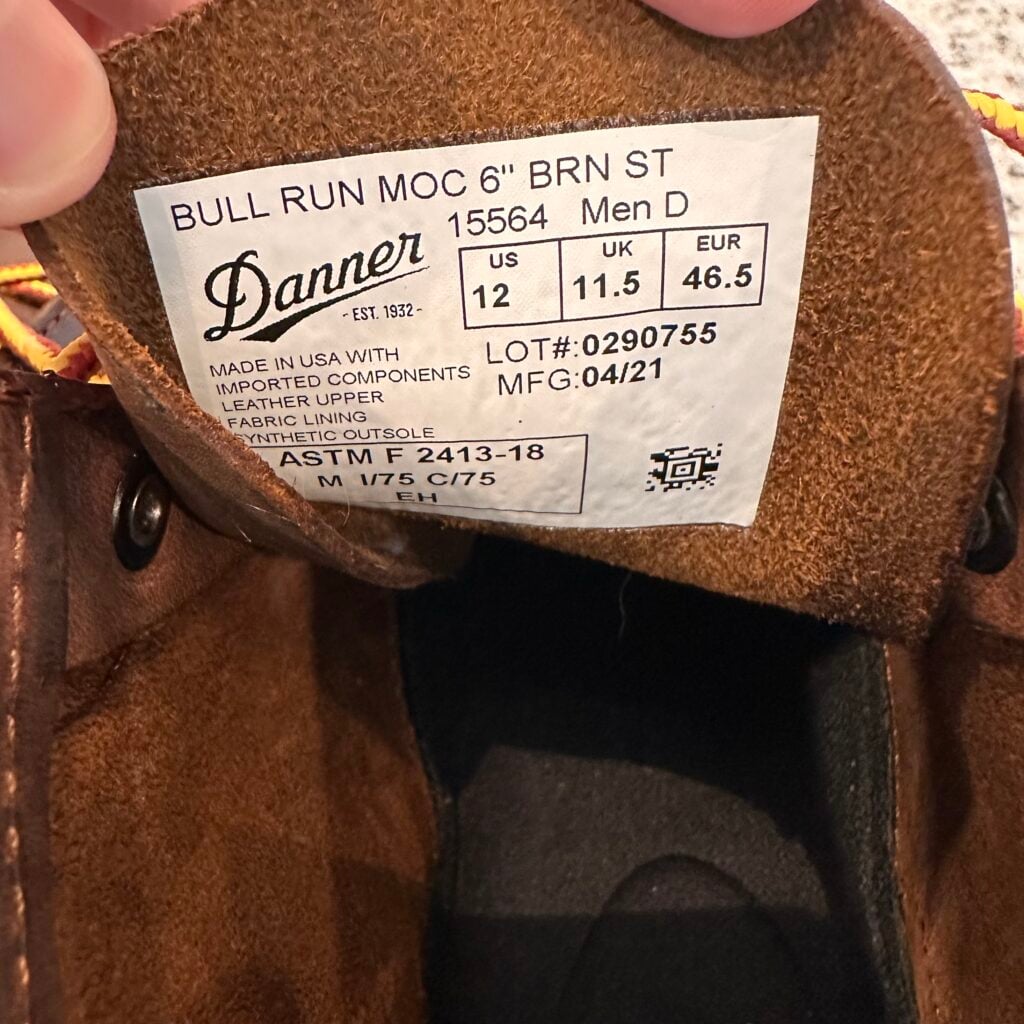 BULL RUN MOC 6" BRN ST
15564 Men D
Danner
- EST. 1932 -
US UK EUR
12 11.5 46.5
LOT#:0290755
MFG:04/21
MADE IN USA WITH
IMPORTED COMPONENTS
LEATHER UPPER
FABRIC LINING
SYNTHETIC OUTSOLE
ASTM F 2413-18
M I/75 C/75
EH